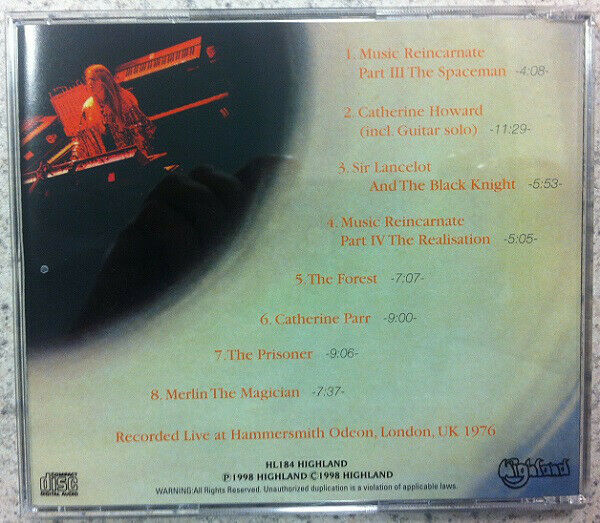 1. Music Reincarnate
Part III The Spaceman -4:08-
2. Catherine Howard
(incl. Guitar solo) -11:29-
3. Sir Lancelot
And The Black Knight -5:53-
4. Music Reincarnate
Part IV The Realisation -5:05-
5. The Forest -7:07-
6. Catherine Parr -9:00-
7. The Prisoner -9:06-
8. Merlin The Magician -7:37-
Recorded Live at Hammersmith Odeon, London, UK 1976
HL184 HIGHLAND
Ⓟ1998 HIGHLAND ©1998 HIGHLAND
WARNING:All Rights Reserved. Unauthorized duplication is a violation of applicable laws.
COMPACT
disc
DIGITAL AUDIO
Highland